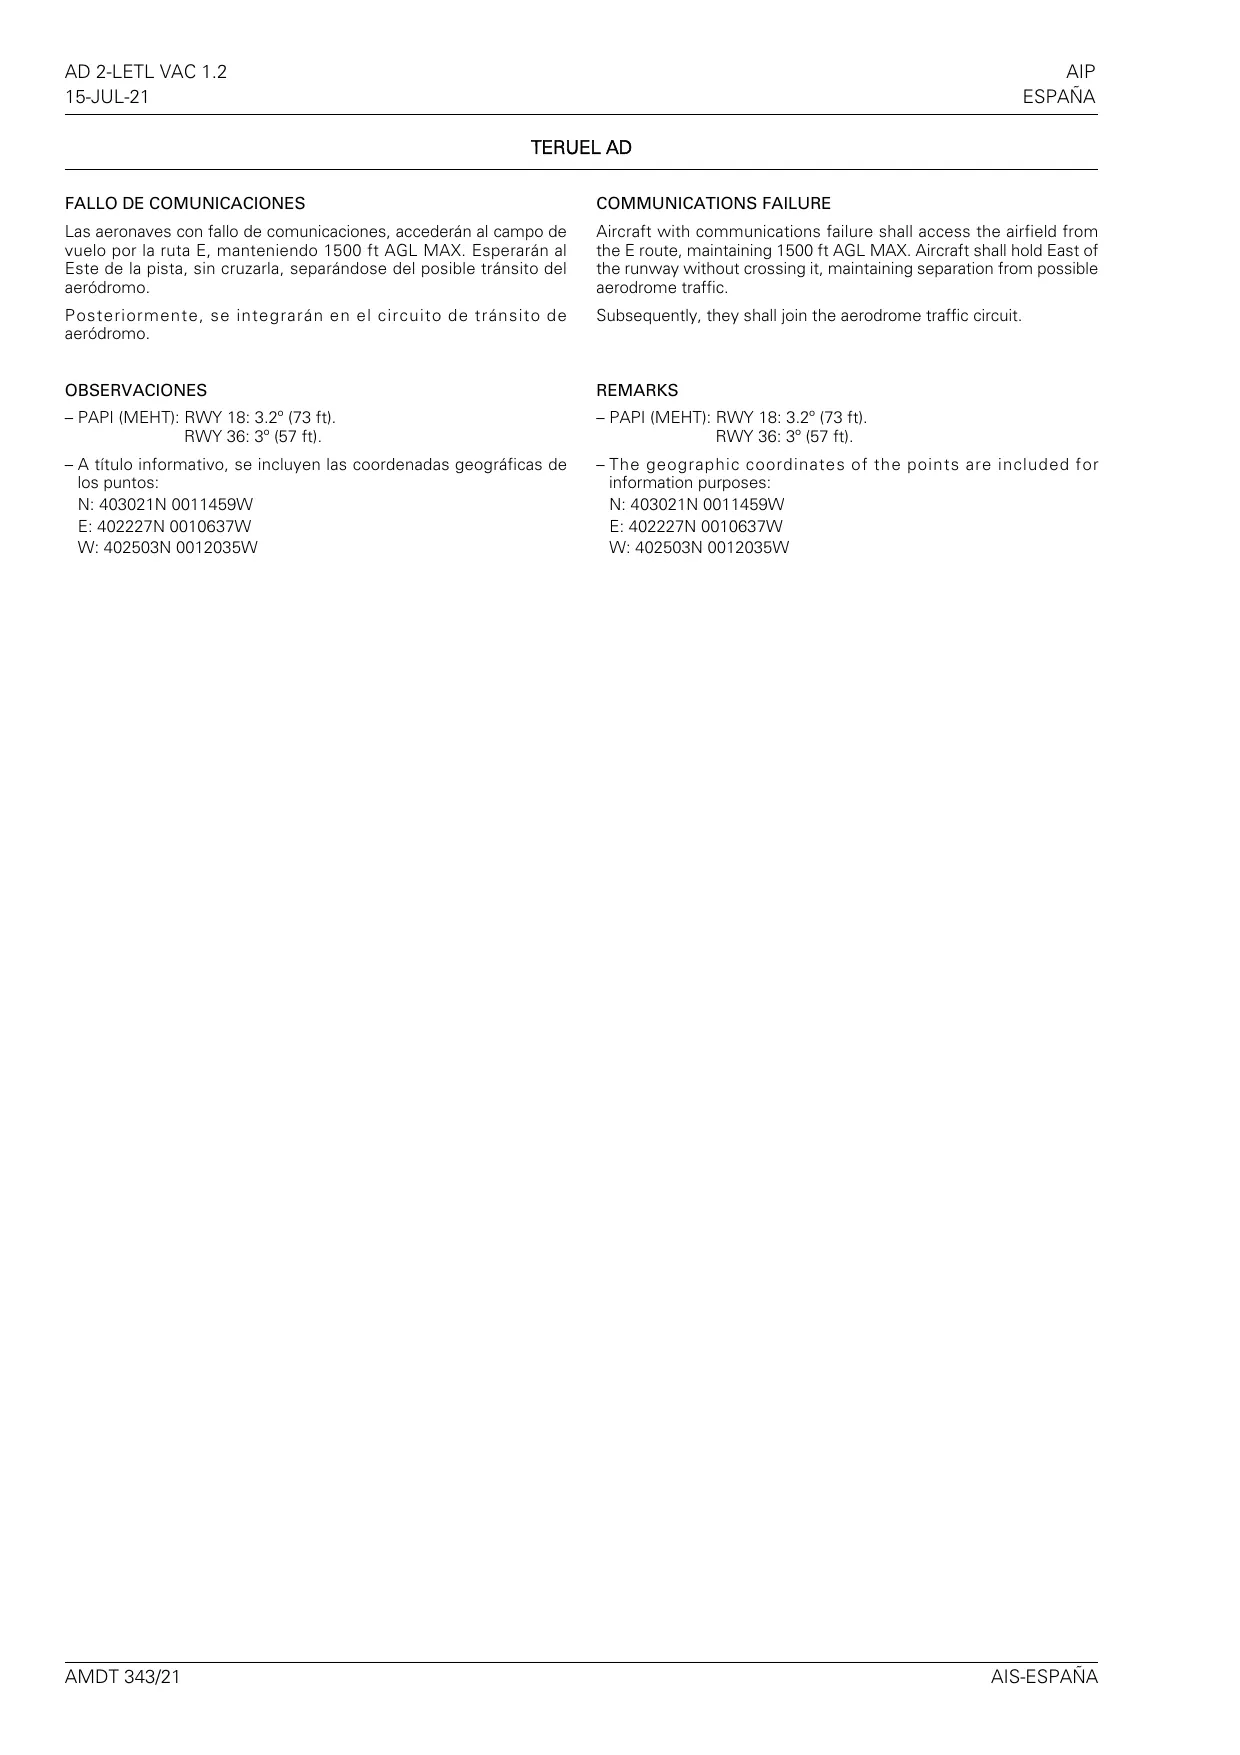 AD 2-LETL VAC 1.2
15-JUL-21
AIP
ESPAÑA
TERUEL AD
FALLO DE COMUNICACIONES
Las aeronaves con fallo de comunicaciones, accederán al campo de
vuelo por la ruta E, manteniendo 1500 ft AGL MAX. Esperarán al
Este de la pista, sin cruzarla, separándose del posible tránsito del
aeródromo.
Posteriormente, se integrarán en el circuito de tránsito de
aeródromo.
OBSERVACIONES
– PAPI (MEHT): RWY 18: 3.2º (73 ft).
RWY 36: 3º (57 ft).
– A título informativo, se incluyen las coordenadas geográficas de
los puntos:
N: 403021N 0011459W
E: 402227N 0010637W
W: 402503N 0012035W
COMMUNICATIONS FAILURE
Aircraft with communications failure shall access the airfield from
the E route, maintaining 1500 ft AGL MAX. Aircraft shall hold East of
the runway without crossing it, maintaining separation from possible
aerodrome traffic.
Subsequently, they shall join the aerodrome traffic circuit.
REMARKS
– PAPI (MEHT): RWY 18: 3.2º (73 ft).
RWY 36: 3º (57 ft).
– The geographic coordinates of the points are included for
information purposes:
N: 403021N 0011459W
E: 402227N 0010637W
W: 402503N 0012035W
AMDT 343/21
AIS-ESPAÑA